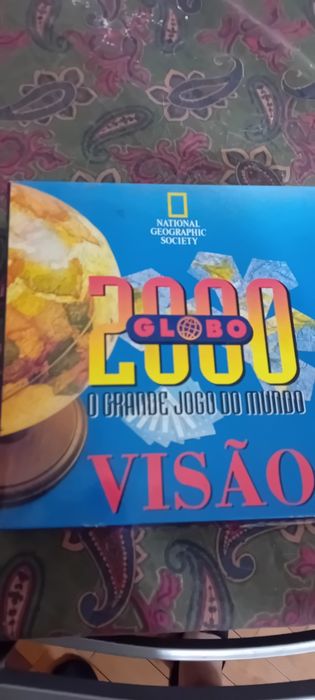 NATIONAL
GEOGRAPHIC
SOCIETY
2000
GLOBO
O GRANDE JOGO DO MUNDO
VISÃO